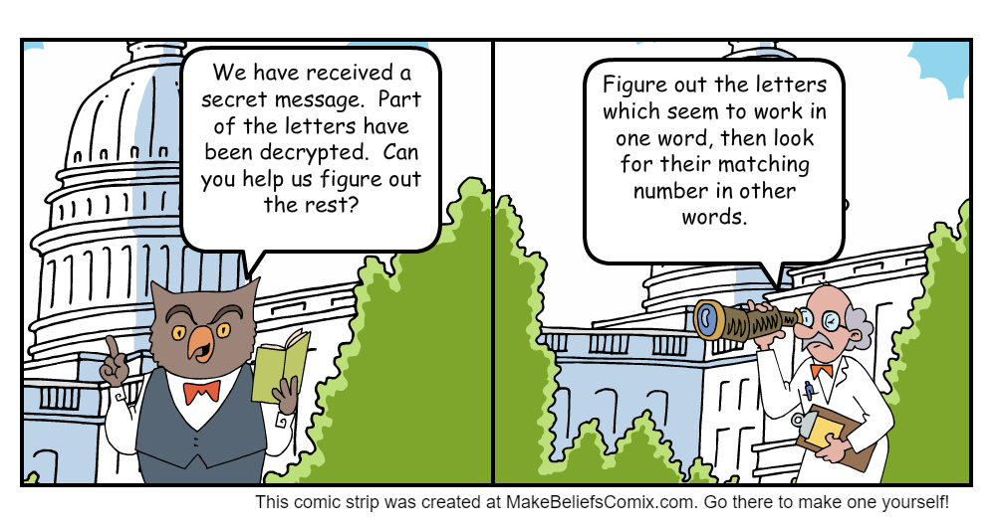 We have received a
secret message.  Part
of the letters have
been decrypted.  Can
you help us figure out
the rest?
Figure out the letters
which seem to work in
one word, then look
for their matching
number in other
words.
This comic strip was created at MakeBeliefsComix.com. Go there to make one yourself!